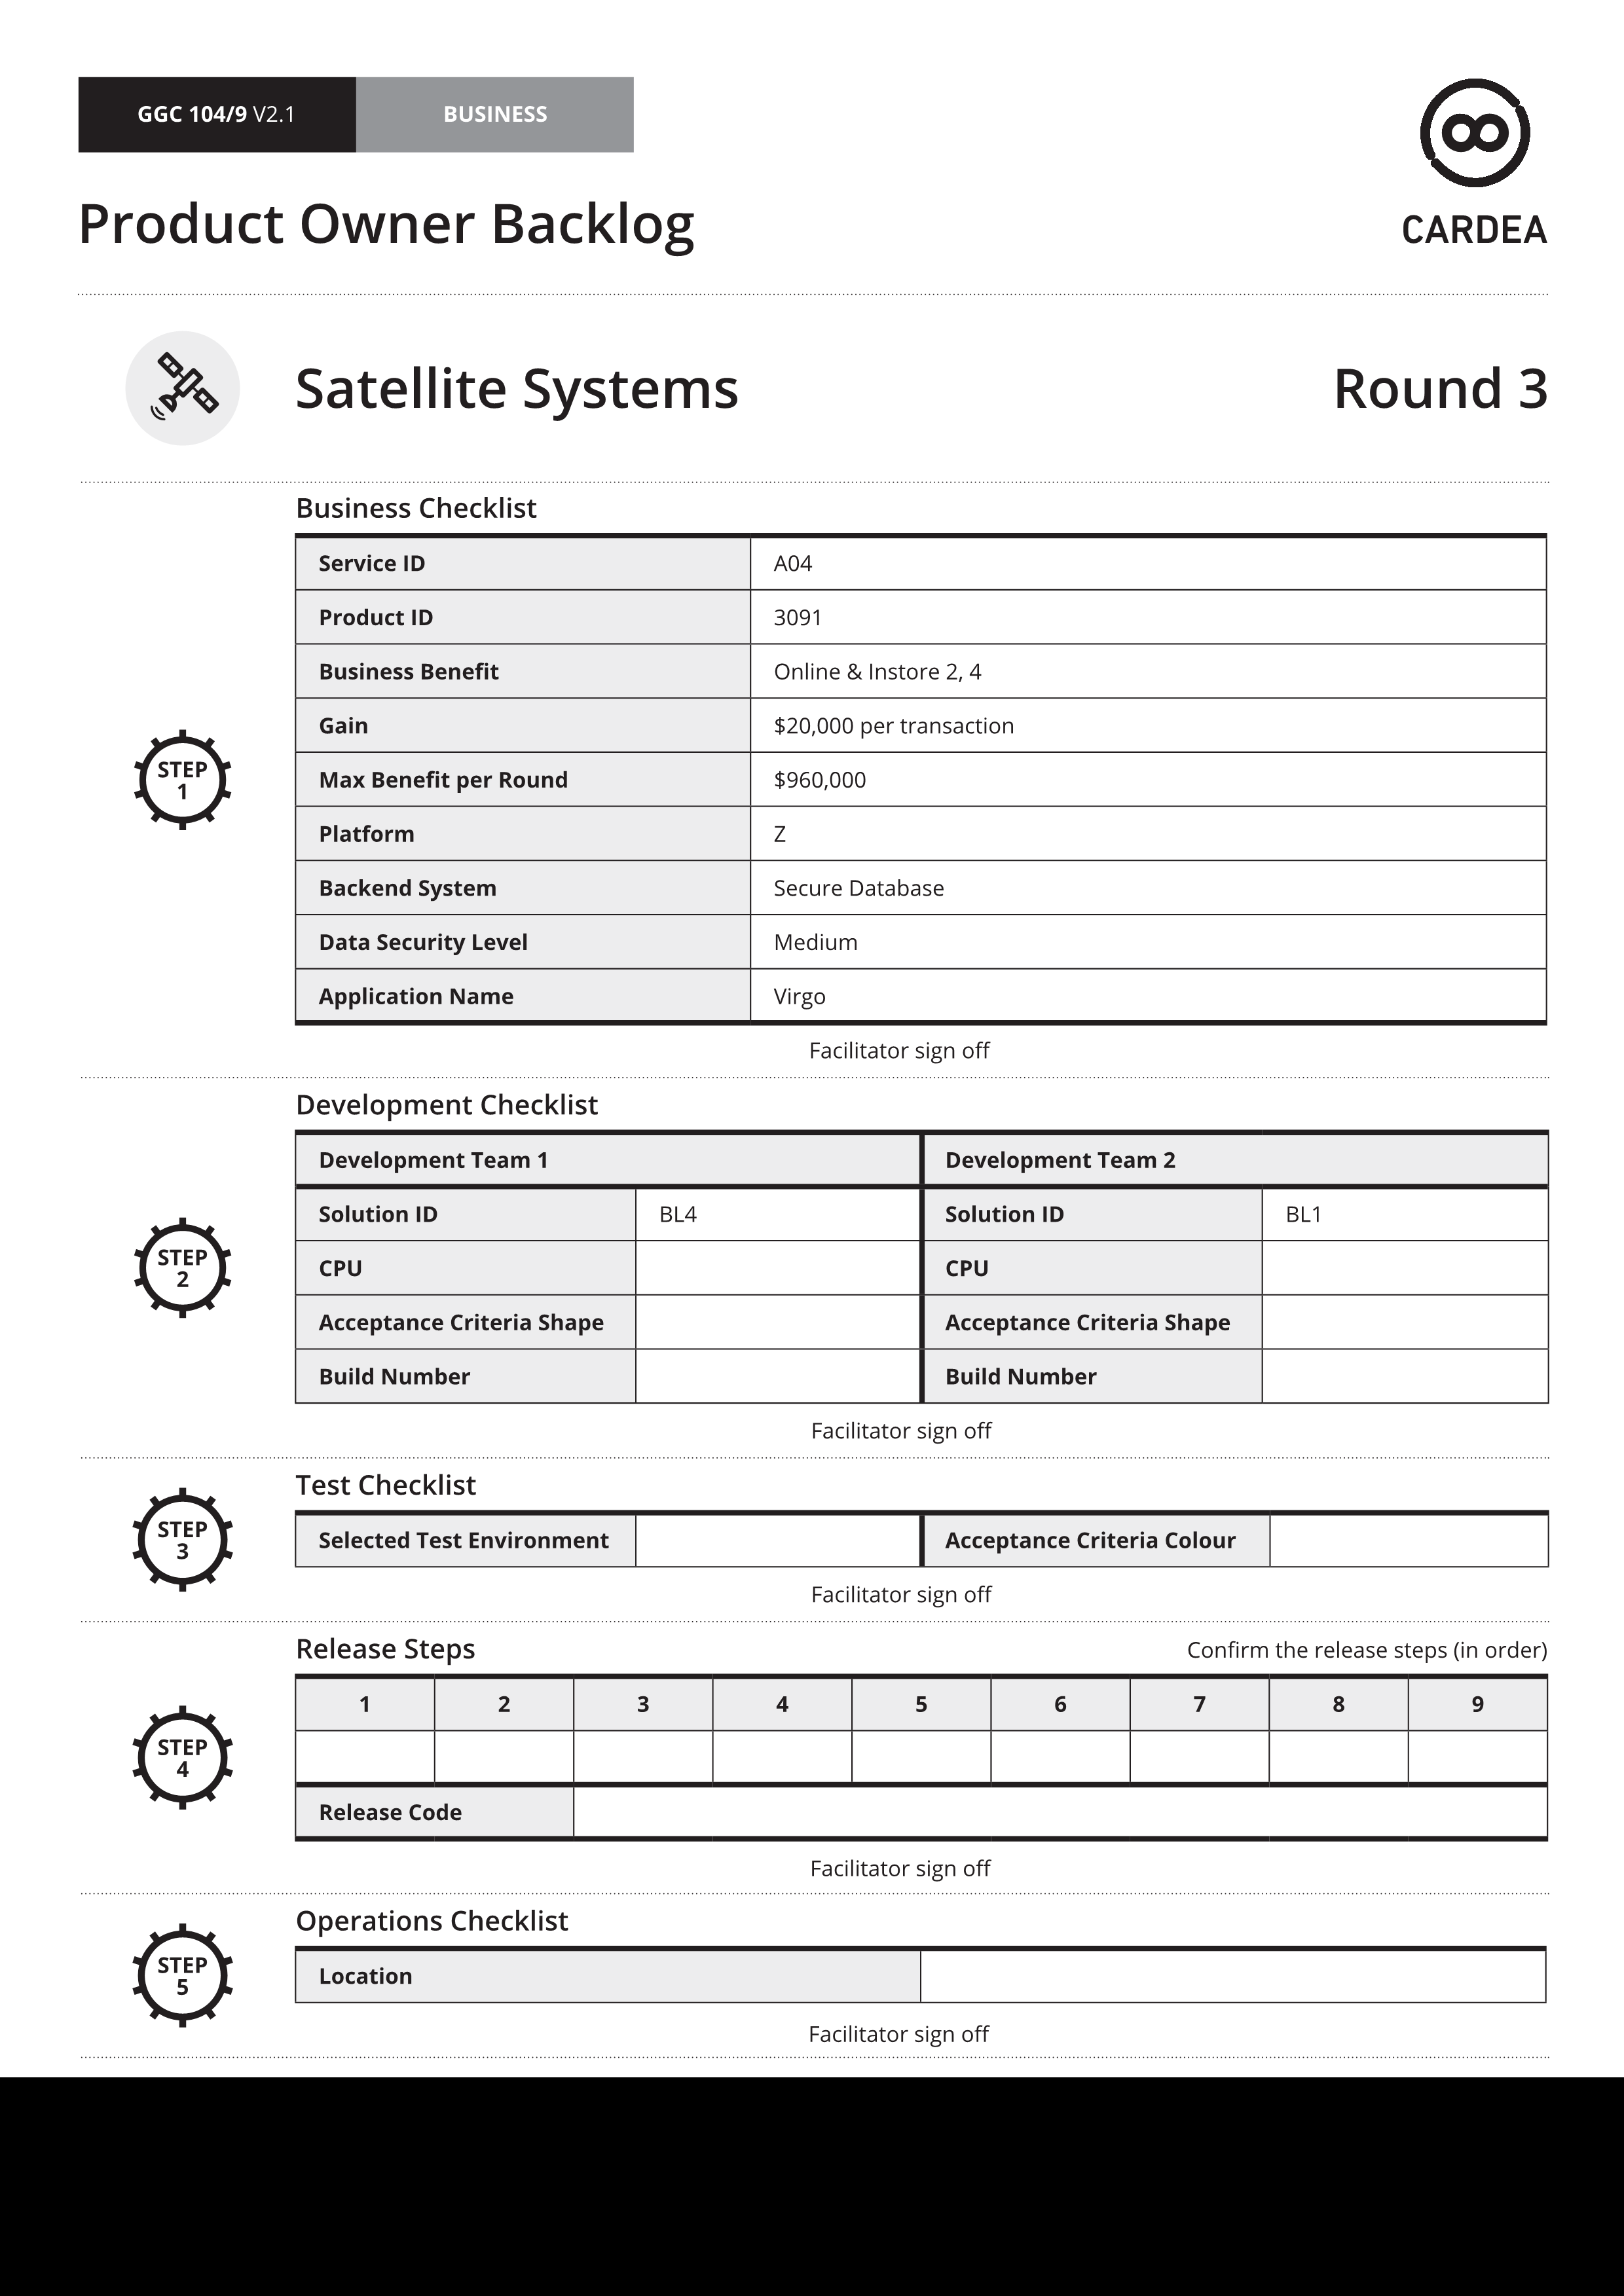 GGC 104/9 V2.1 BUSINESS
CARDEA
Product Owner Backlog
Satellite Systems Round 3
Business Checklist
Service ID A04
Product ID 3091
Business Benefit Online & Instore 2, 4
Gain $20,000 per transaction
Max Benefit per Round $960,000
Platform Z
Backend System Secure Database
Data Security Level Medium
Application Name Virgo
STEP
1
Facilitator sign off
Development Checklist
Development Team 1 Development Team 2
Solution ID BL4 Solution ID BL1
CPU CPU
Acceptance Criteria Shape Acceptance Criteria Shape
Build Number Build Number
STEP
2
Facilitator sign off
Test Checklist
Selected Test Environment Acceptance Criteria Colour
STEP
3
Facilitator sign off
Release Steps Confirm the release steps (in order)
1 2 3 4 5 6 7 8 9
Release Code
STEP
4
Facilitator sign off
Operations Checklist
Location
STEP
5
Facilitator sign off